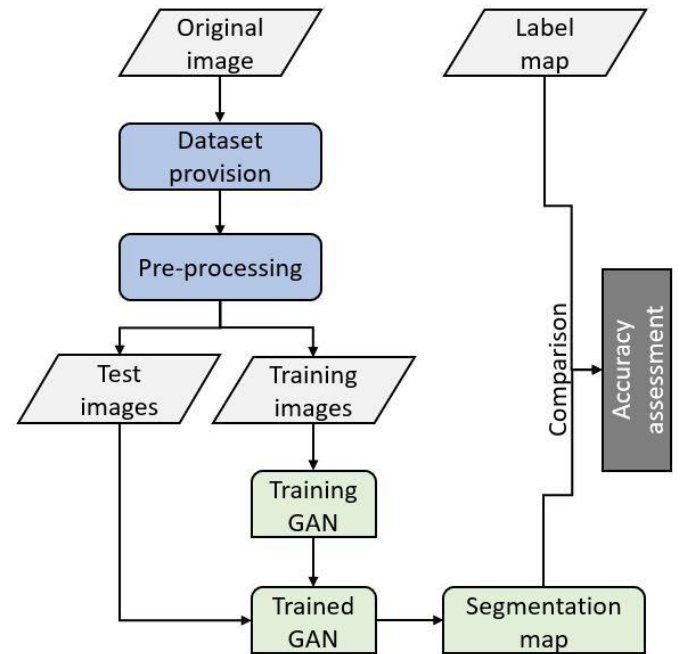 Original
image
Label
map
Dataset
provision
Pre-processing
Test
images
Training
images
Comparison
Accuracy
assessment
Training
GAN
Trained
GAN
Segmentation
map